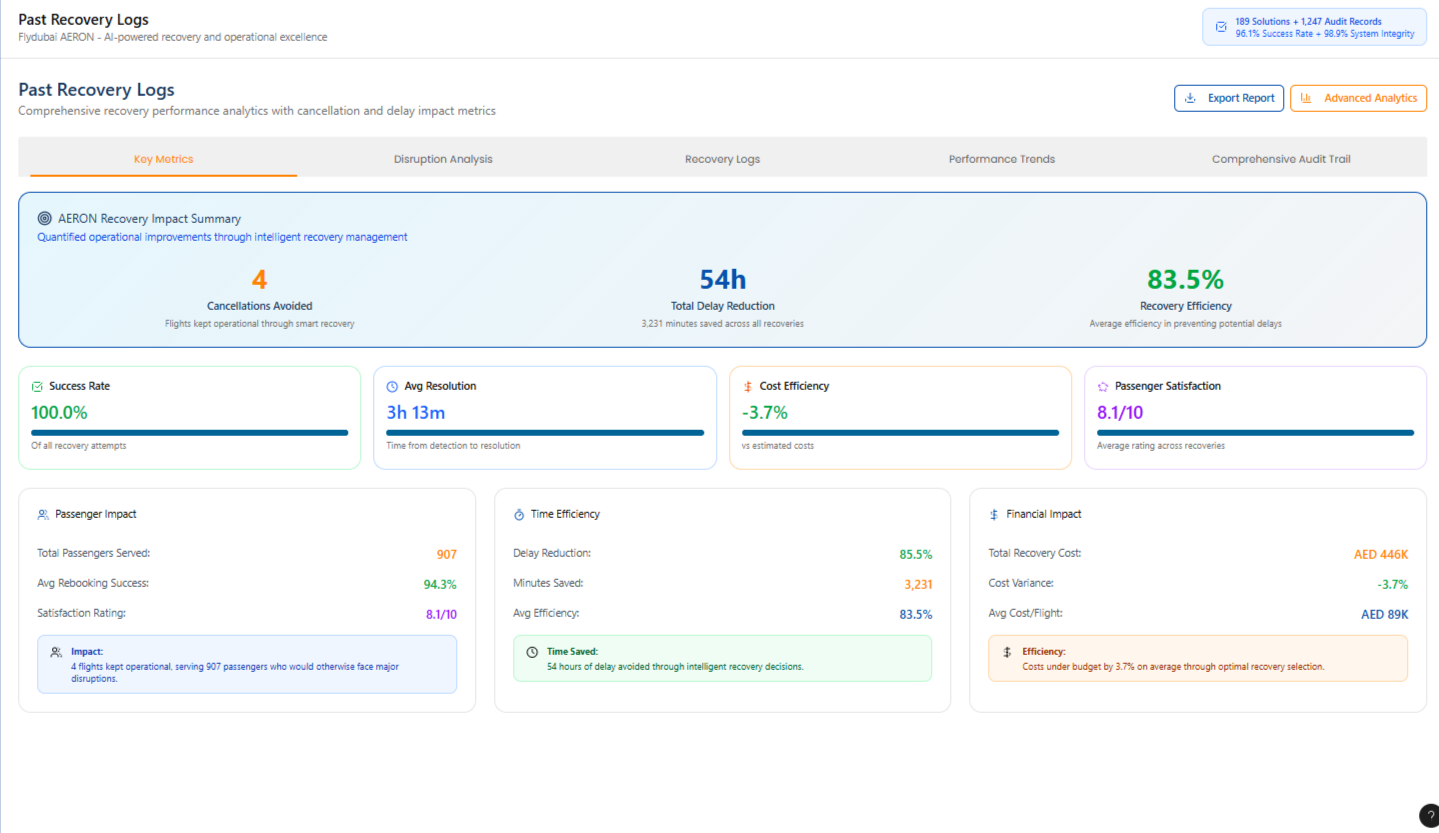 Past Recovery Logs
Flydubai AERON - AI-powered recovery and operational excellence
189 Solutions + 1,247 Audit Records
96.1% Success Rate + 98.9% System Integrity
Past Recovery Logs
Comprehensive recovery performance analytics with cancellation and delay impact metrics
Export Report
Advanced Analytics
Key Metrics
Disruption Analysis
Recovery Logs
Performance Trends
Comprehensive Audit Trail
AERON Recovery Impact Summary
Quantified operational improvements through intelligent recovery management
4
Cancellations Avoided
Flights kept operational through smart recovery
54h
Total Delay Reduction
3,231 minutes saved across all recoveries
83.5%
Recovery Efficiency
Average efficiency in preventing potential delays
Success Rate
100.0%
Of all recovery attempts
Avg Resolution
3h 13m
Time from detection to resolution
Cost Efficiency
-3.7%
vs estimated costs
Passenger Satisfaction
8.1/10
Average rating across recoveries
Passenger Impact
Total Passengers Served: 907
Avg Rebooking Success: 94.3%
Satisfaction Rating: 8.1/10
Impact:
4 flights kept operational, serving 907 passengers who would otherwise face major
disruptions.
Time Efficiency
Delay Reduction: 85.5%
Minutes Saved: 3,231
Avg Efficiency: 83.5%
Time Saved:
54 hours of delay avoided through intelligent recovery decisions.
Financial Impact
Total Recovery Cost: AED 446K
Cost Variance: -3.7%
Avg Cost/Flight: AED 89K
Efficiency:
Costs under budget by 3.7% on average through optimal recovery selection.
?